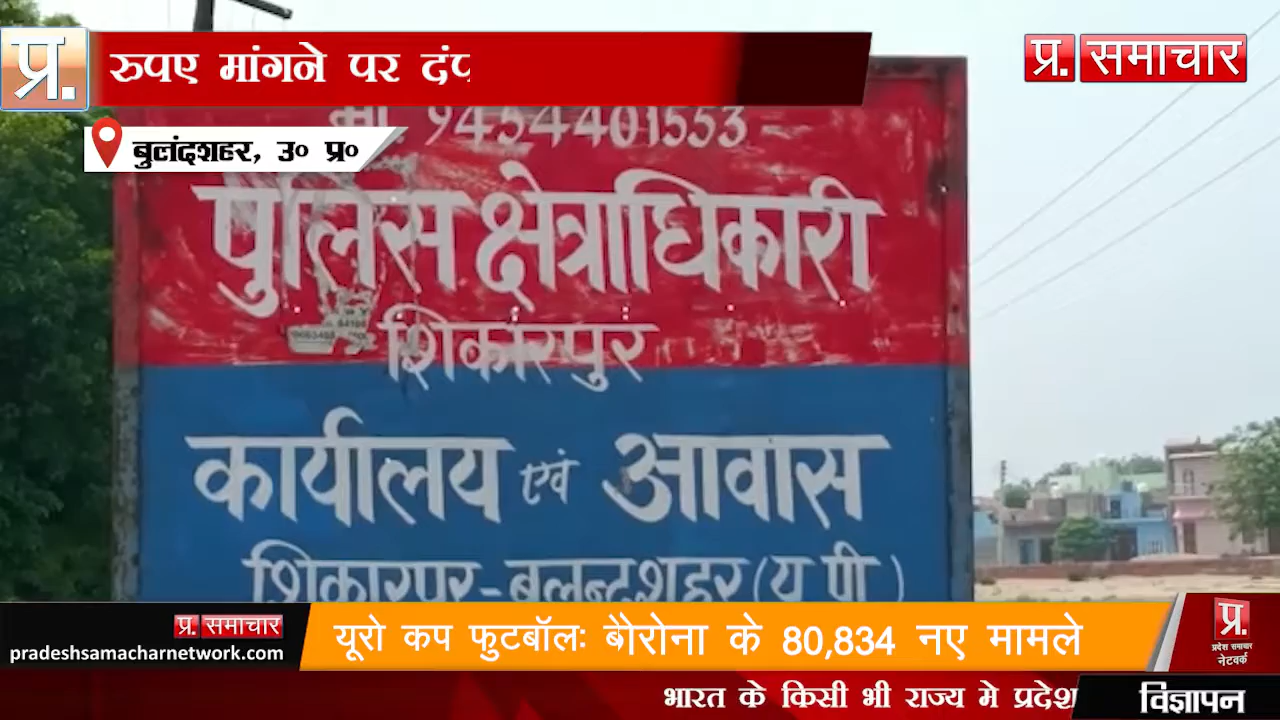 प्र.
रुपए मांगने पर दंप
प्र. समाचार
बुलंदशहर, उ० प्र०
मो. 9454401553
पुलिस क्षेत्राधिकारी
शिकारपुर
कार्यालय एवं आवास
शिकारपुर-बुलन्दशहर (यू पी)
प्र. समाचार
pradeshsamacharnetwork.com
यूरो कप फुटबॉलः के 80,834 नए मामले
प्र.
प्रदेश समाचार
नेटवर्क
भारत के किसी भी राज्य मे प्रदेश
विज्ञापन